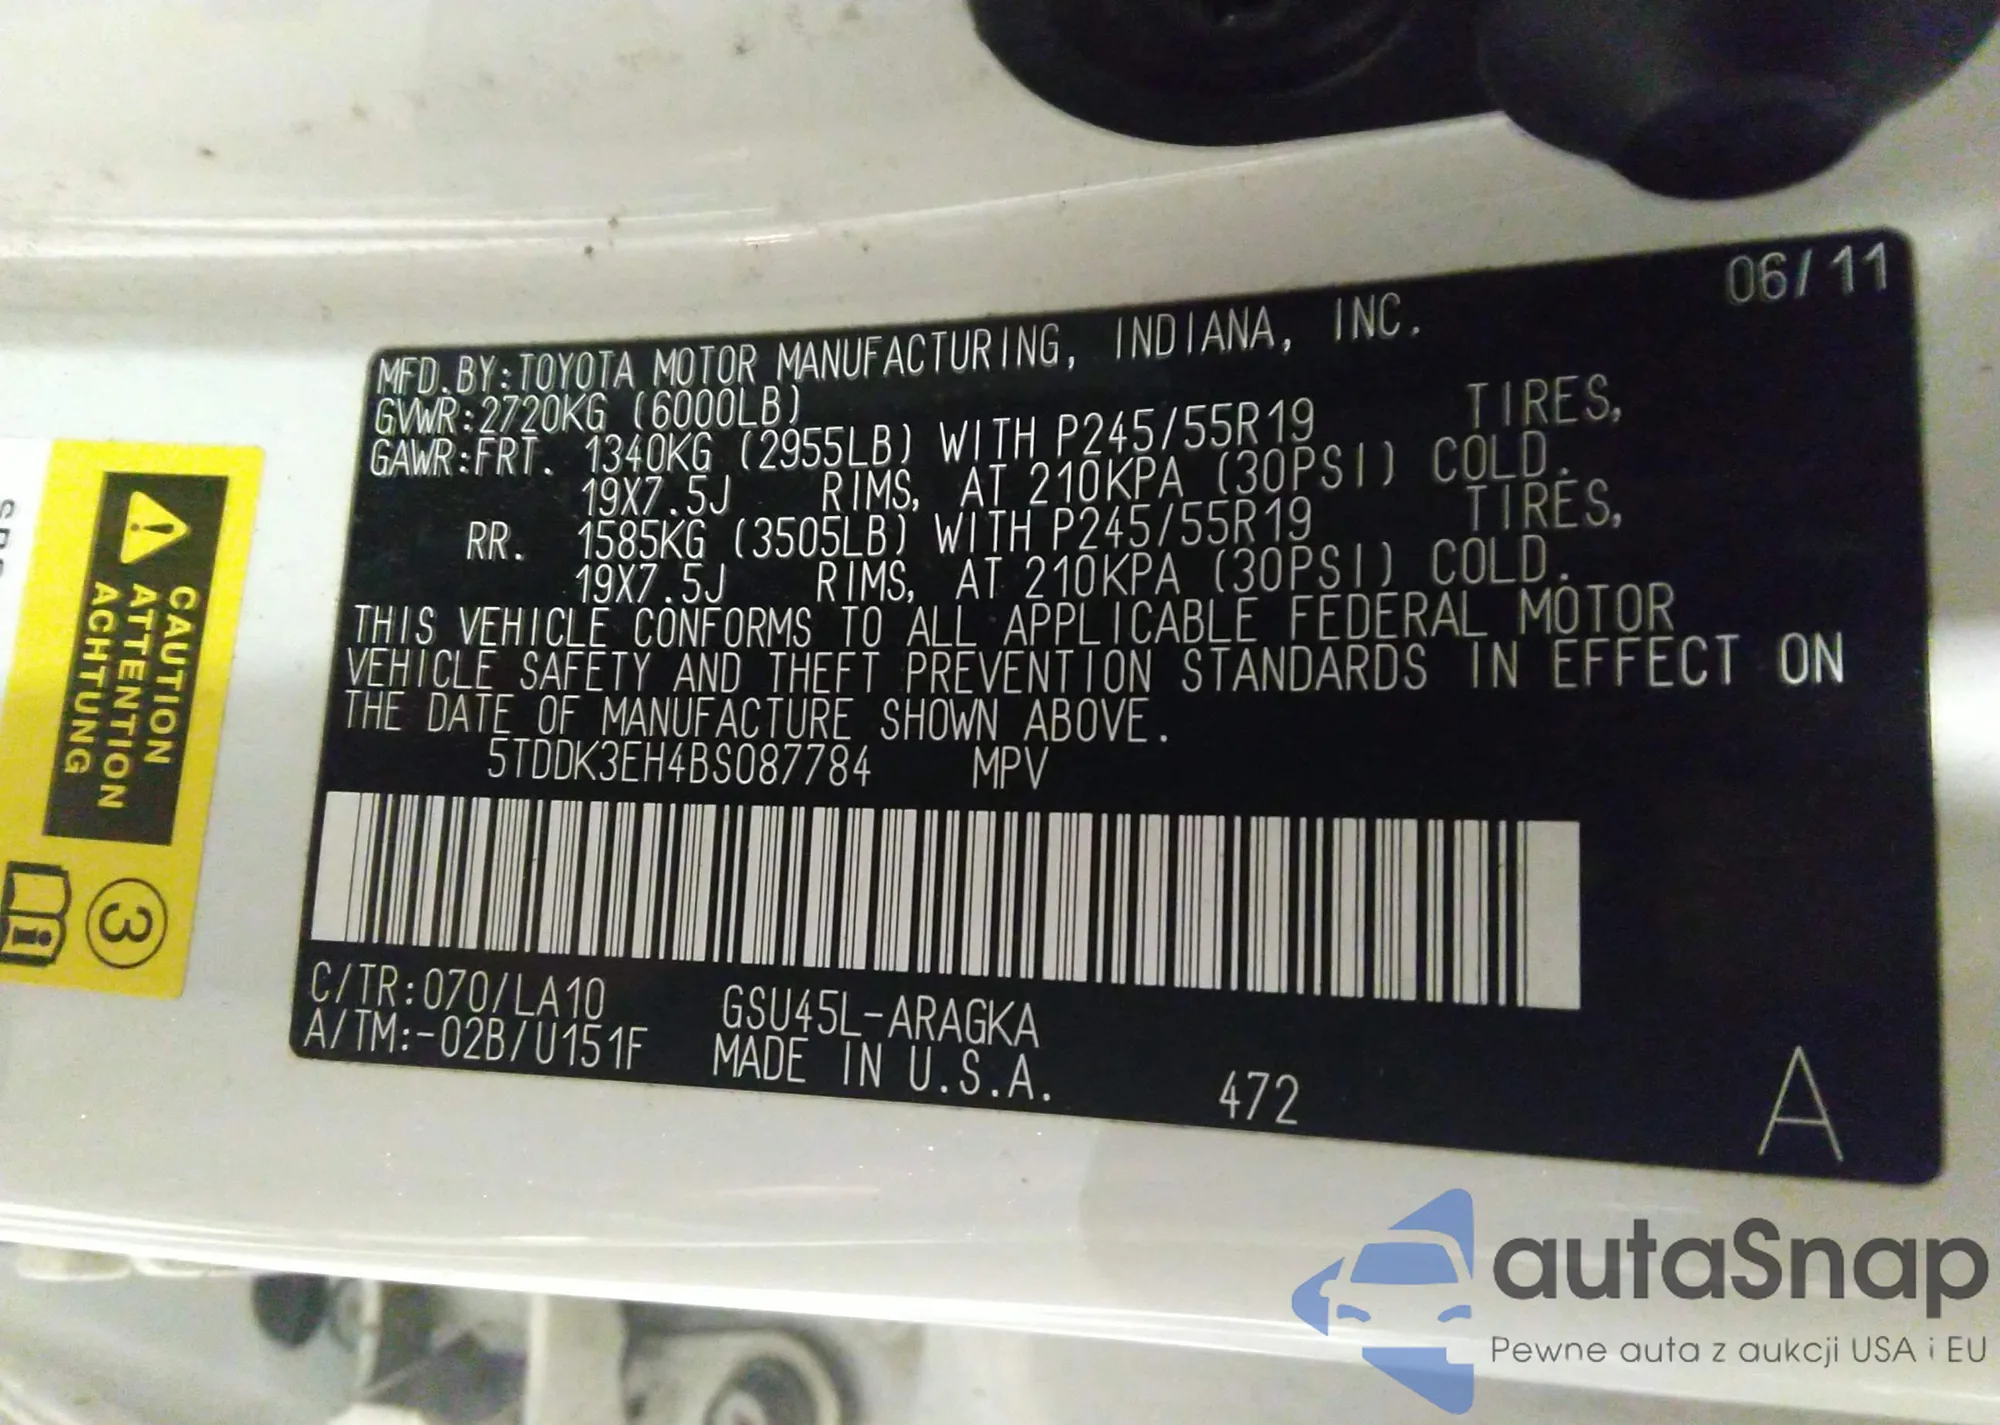 06/11
MFD.BY:TOYOTA MOTOR MANUFACTURING, INDIANA, INC.
GVWR:2720KG (6000LB)
GAWR:FRT. 1340KG (2955LB) WITH P245/55R19 TIRES,
19X7.5J RIMS, AT 210KPA (30PSI) COLD.
RR. 1585KG (3505LB) WITH P245/55R19 TIRES,
19X7.5J RIMS, AT 210KPA (30PSI) COLD.
THIS VEHICLE CONFORMS TO ALL APPLICABLE FEDERAL MOTOR
VEHICLE SAFETY AND THEFT PREVENTION STANDARDS IN EFFECT ON
THE DATE OF MANUFACTURE SHOWN ABOVE.
5TDDK3EH4BS087784 MPV
C/TR:070/LA10 GSU45L-ARAGKA
A/TM:-02B/U151F MADE IN U.S.A.
472
A
CAUTION
ATTENTION
ACHTUNG
3
autaSnap
Pewne auta z aukcji USA i EU